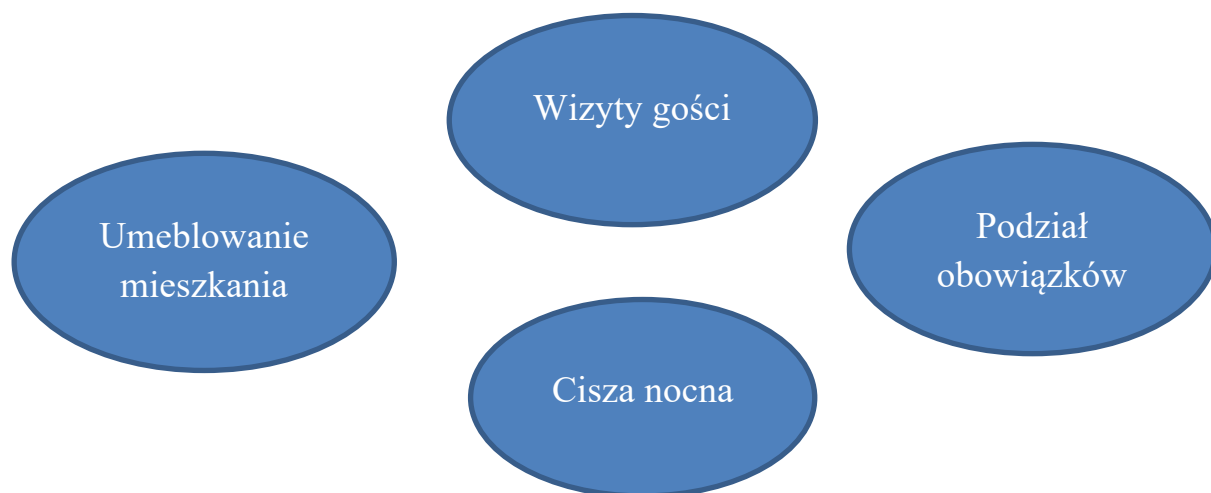 Wizyty gości
Umeblowanie
mieszkania
Podział
obowiązków
Cisza nocna